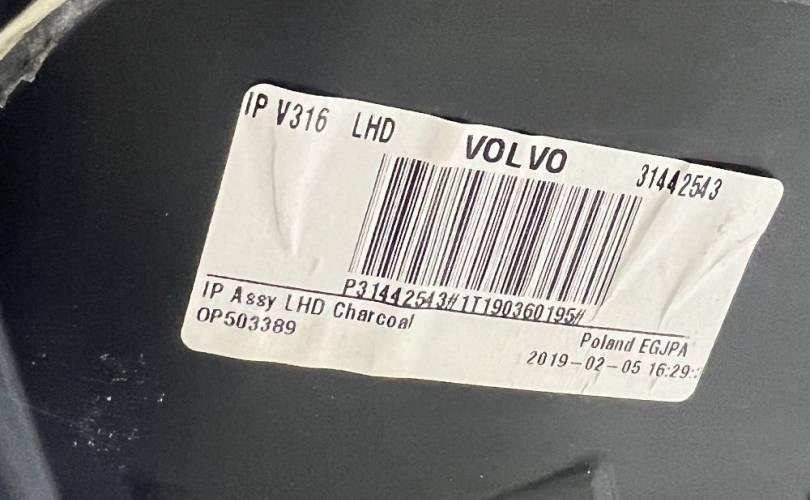 IP V316 LHD
VOLVO
31442543
P31442543#1T190360195#
IP Assy LHD Charcoal
OP503389
Poland EGJPA
2019-02-05 16:29: